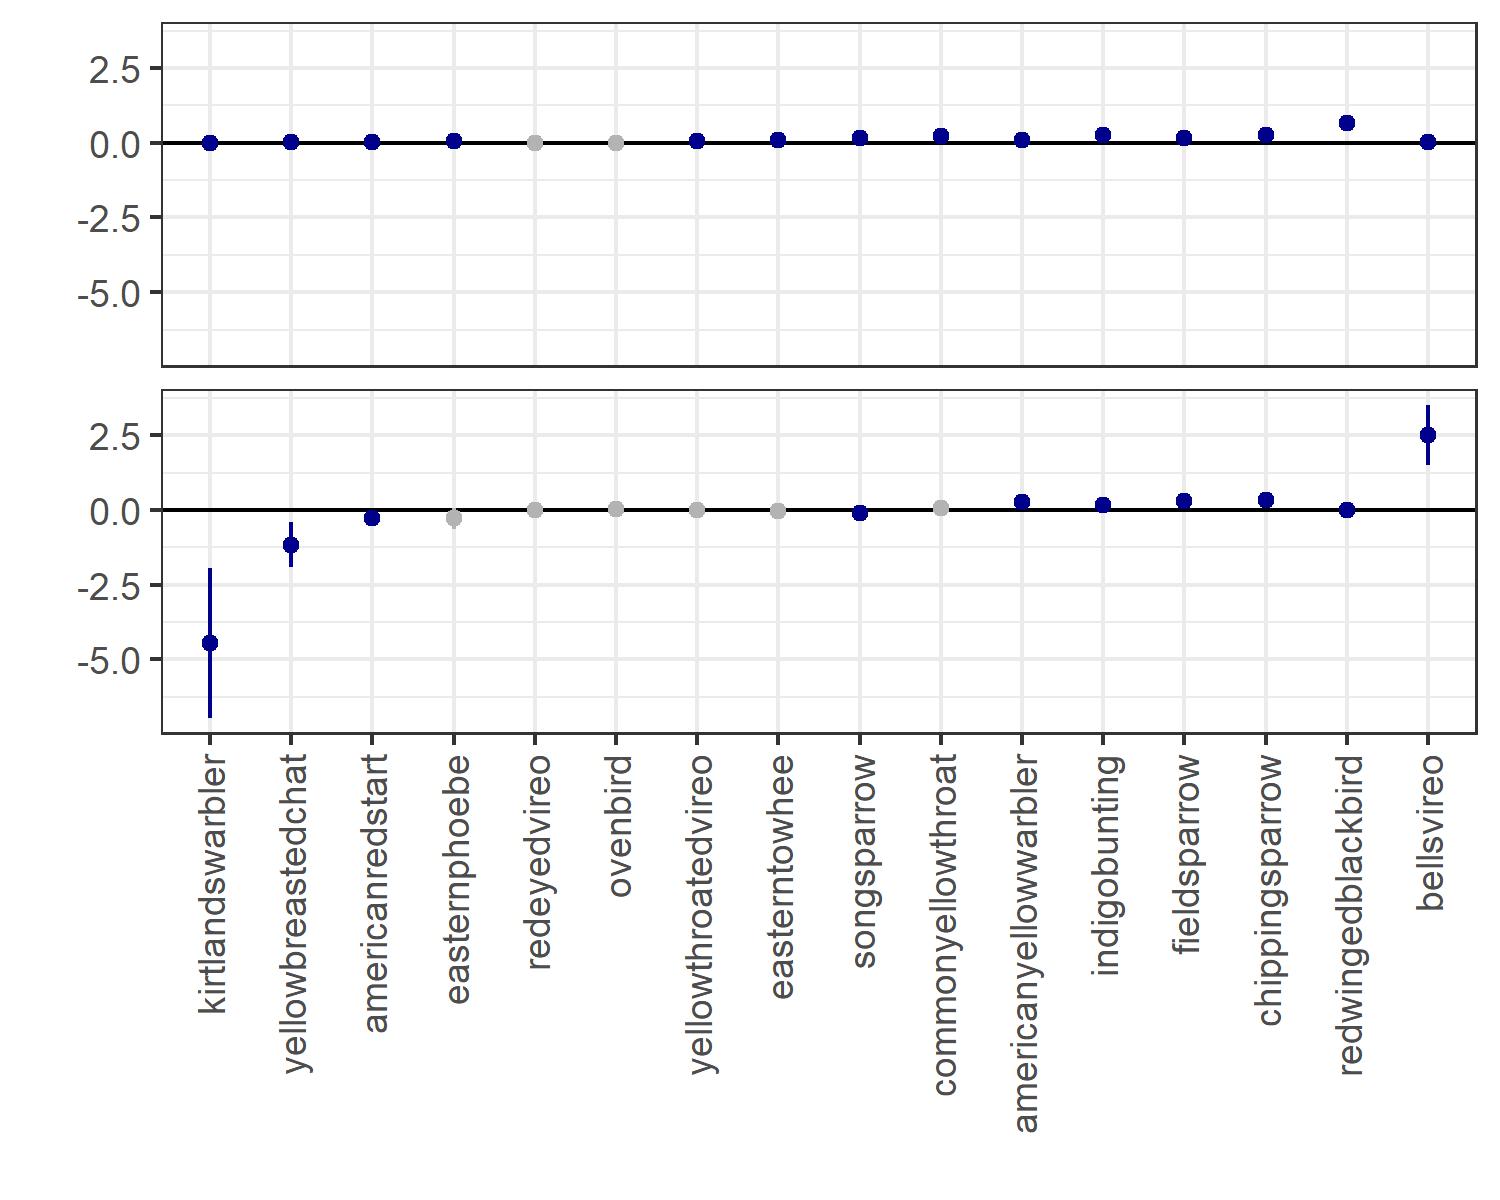 2.5
0.0
-2.5
-5.0
2.5
0.0
-2.5
-5.0
kirtlandswarbler
yellowbreastedchat
americanredstart
easternphoebe
redeyedvireo
ovenbird
yellowthroatedvireo
easterntowhee
songsparrow
commonyellowthroat
americanyellowwarbler
indigobunting
fieldsparrow
chippingsparrow
redwingedblackbird
bellsvireo